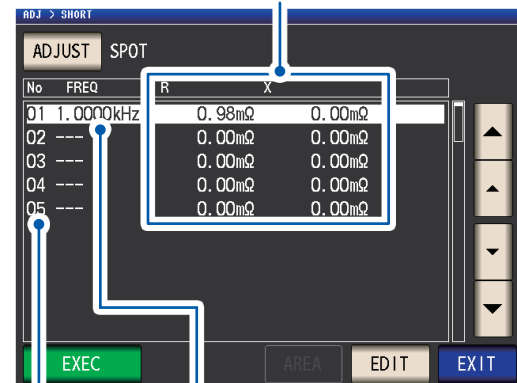 ADJ > SHORT
ADJUST SPOT
No FREQ R X
01 1.0000kHz 0.98mΩ 0.00mΩ
02 --- 0.00mΩ 0.00mΩ
03 --- 0.00mΩ 0.00mΩ
04 --- 0.00mΩ 0.00mΩ
05 --- 0.00mΩ 0.00mΩ
EXEC AREA EDIT EXIT